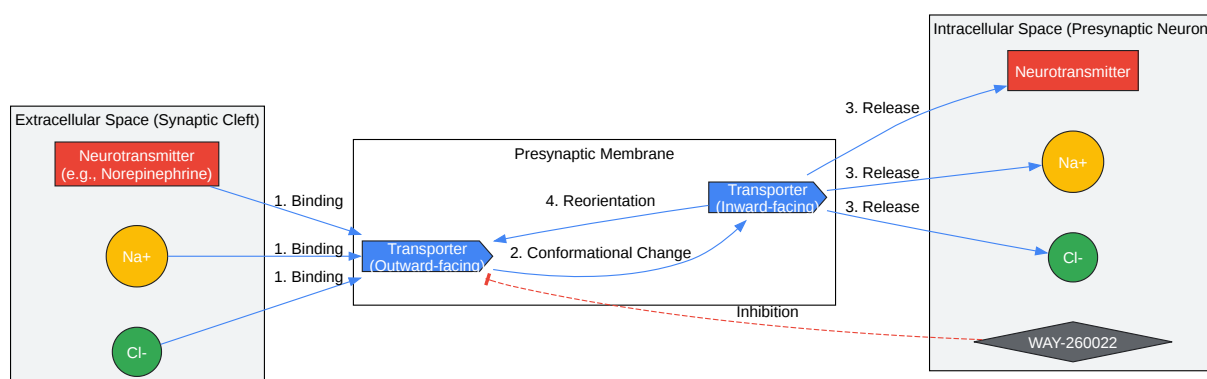 Extracellular Space (Synaptic Cleft)
Neurotransmitter
(e.g., Norepinephrine)
Na+
Cl-
1. Binding
1. Binding
1. Binding
Presynaptic Membrane
Transporter
(Outward-facing)
4. Reorientation
2. Conformational Change
Transporter
(Inward-facing)
Inhibition
3. Release
3. Release
3. Release
Intracellular Space (Presynaptic Neuron
Neurotransmitter
Na+
Cl-
WAY-260022